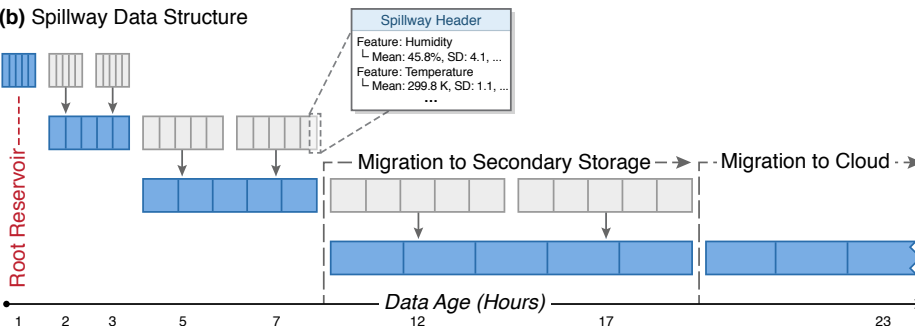 (b) Spillway Data Structure
Spillway Header
Feature: Humidity
Mean: 45.8%, SD: 4.1, ...
Feature: Temperature
Mean: 299.8 K, SD: 1.1, ...
...
Root Reservoir
Migration to Secondary Storage
Migration to Cloud
Data Age (Hours)
1 2 3 5 7 12 17 23